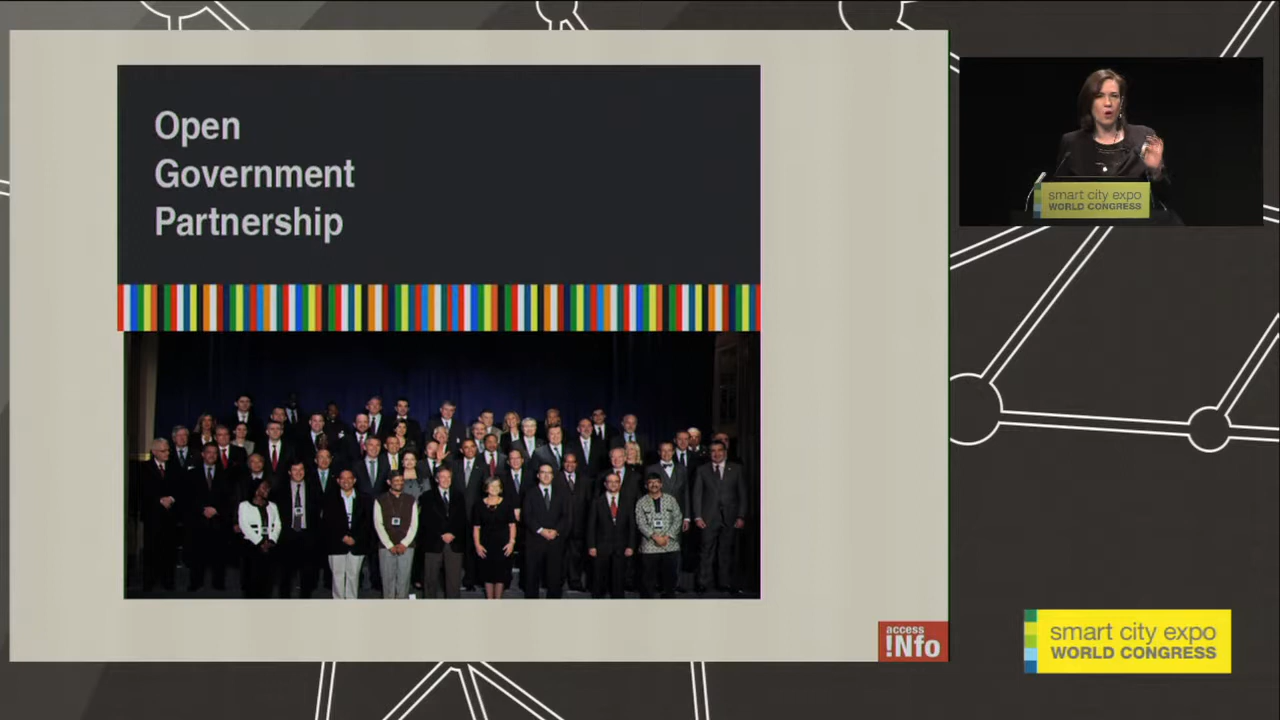 Open
Government
Partnership
smart city expo
WORLD CONGRESS
access
!Nfo
smart city expo
WORLD CONGRESS